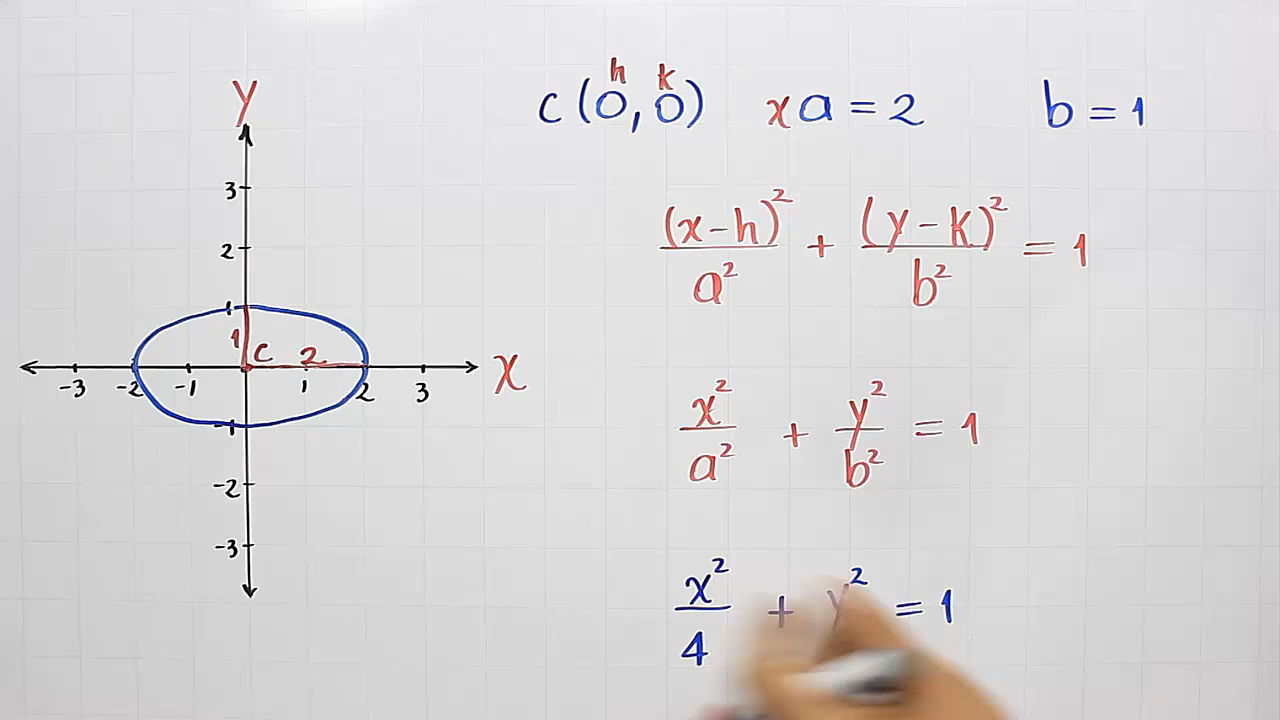 h k
C (0, 0) x a = 2 b = 1
(x - h)² / a² + (y - k)² / b² = 1
x² / a² + y² / b² = 1
x² / 4 + y² = 1
y
3
2
1
1 C 2
-3 -2 -1 1 2 3 x
-1
-2
-3